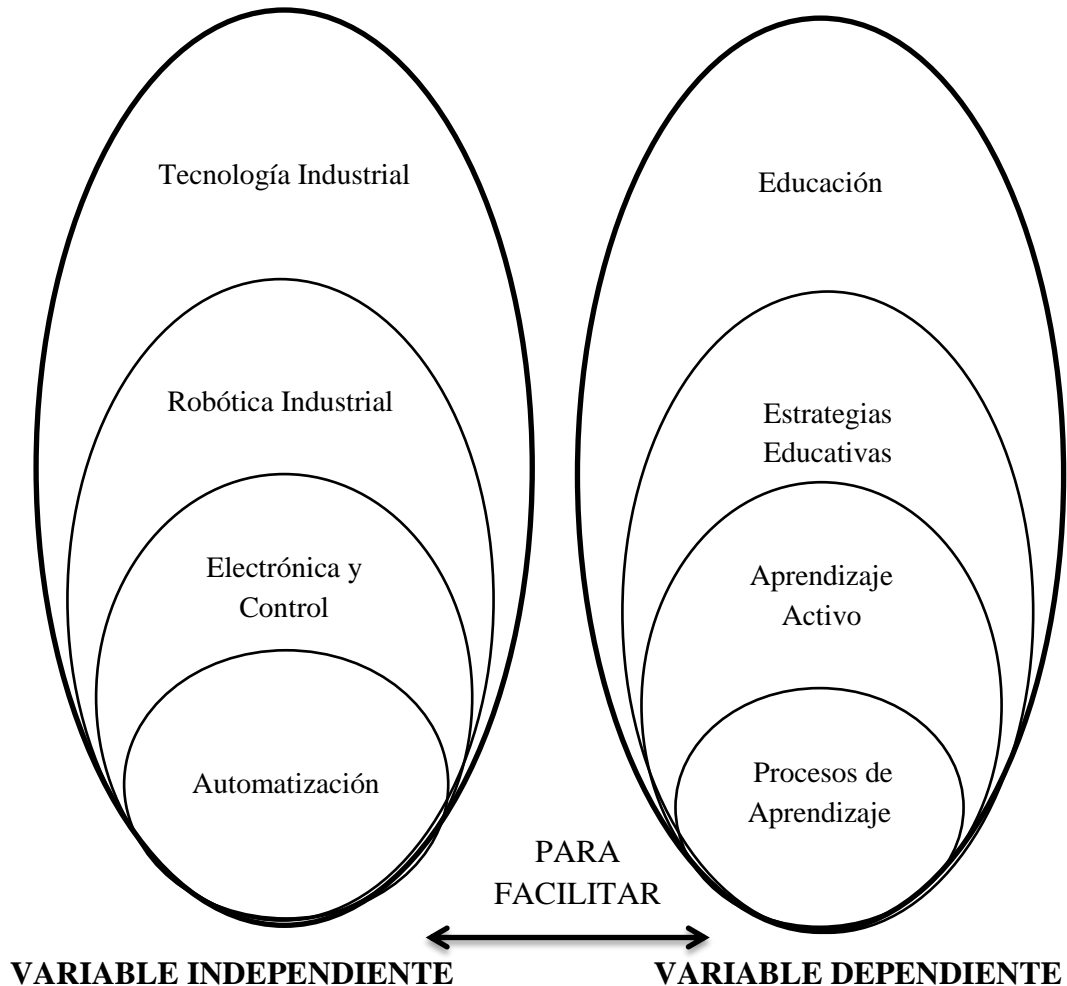 Tecnología Industrial
Robótica Industrial
Electrónica y
Control
Automatización
Educación
Estrategias
Educativas
Aprendizaje
Activo
Procesos de
Aprendizaje
PARA
FACILITAR
VARIABLE INDEPENDIENTE
VARIABLE DEPENDIENTE